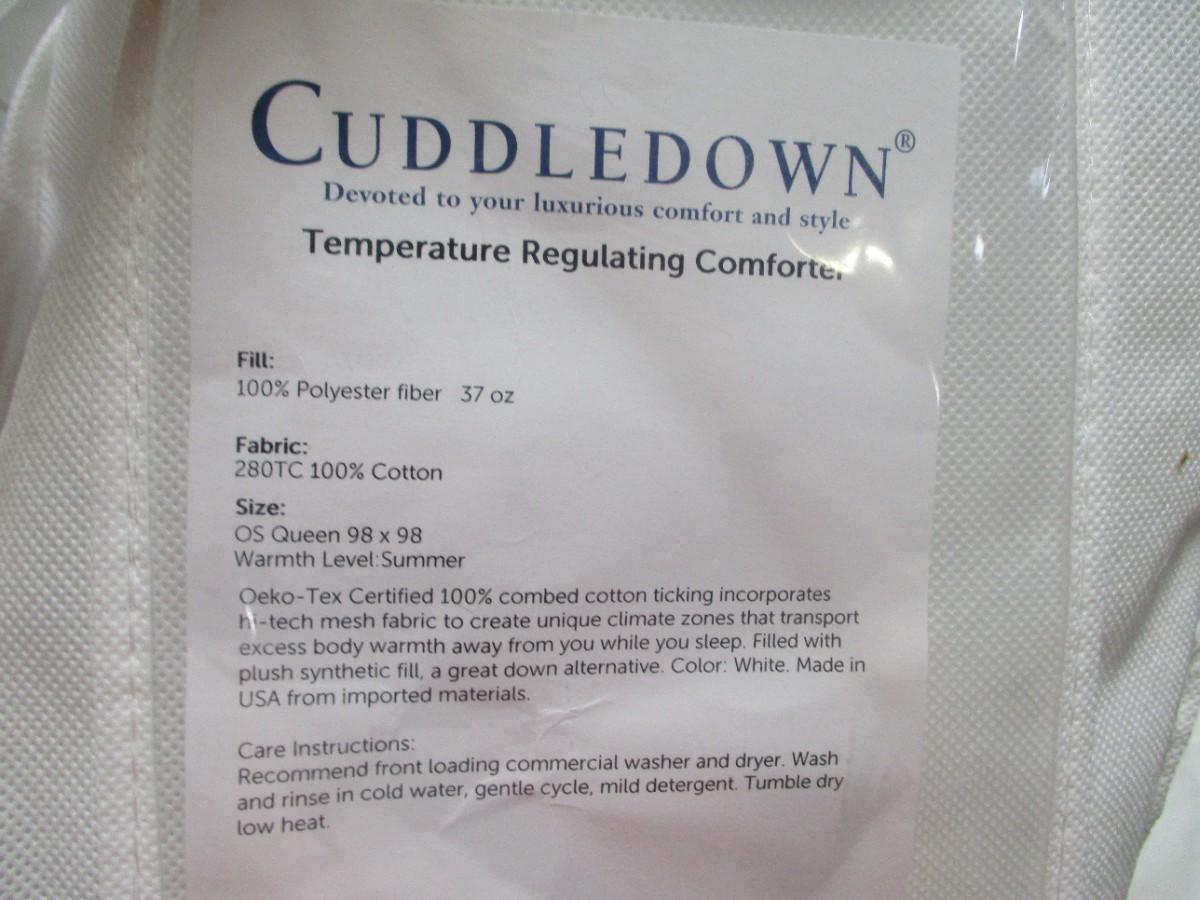 CUDDLEDOWN®
Devoted to your luxurious comfort and style
Temperature Regulating Comforter
Fill:
100% Polyester fiber 37 oz
Fabric:
280TC 100% Cotton
Size:
OS Queen 98 x 98
Warmth Level:Summer
Oeko-Tex Certified 100% combed cotton ticking incorporates
hi-tech mesh fabric to create unique climate zones that transport
excess body warmth away from you while you sleep. Filled with
plush synthetic fill, a great down alternative. Color: White. Made in
USA from imported materials.
Care Instructions:
Recommend front loading commercial washer and dryer. Wash
and rinse in cold water, gentle cycle, mild detergent. Tumble dry
low heat.